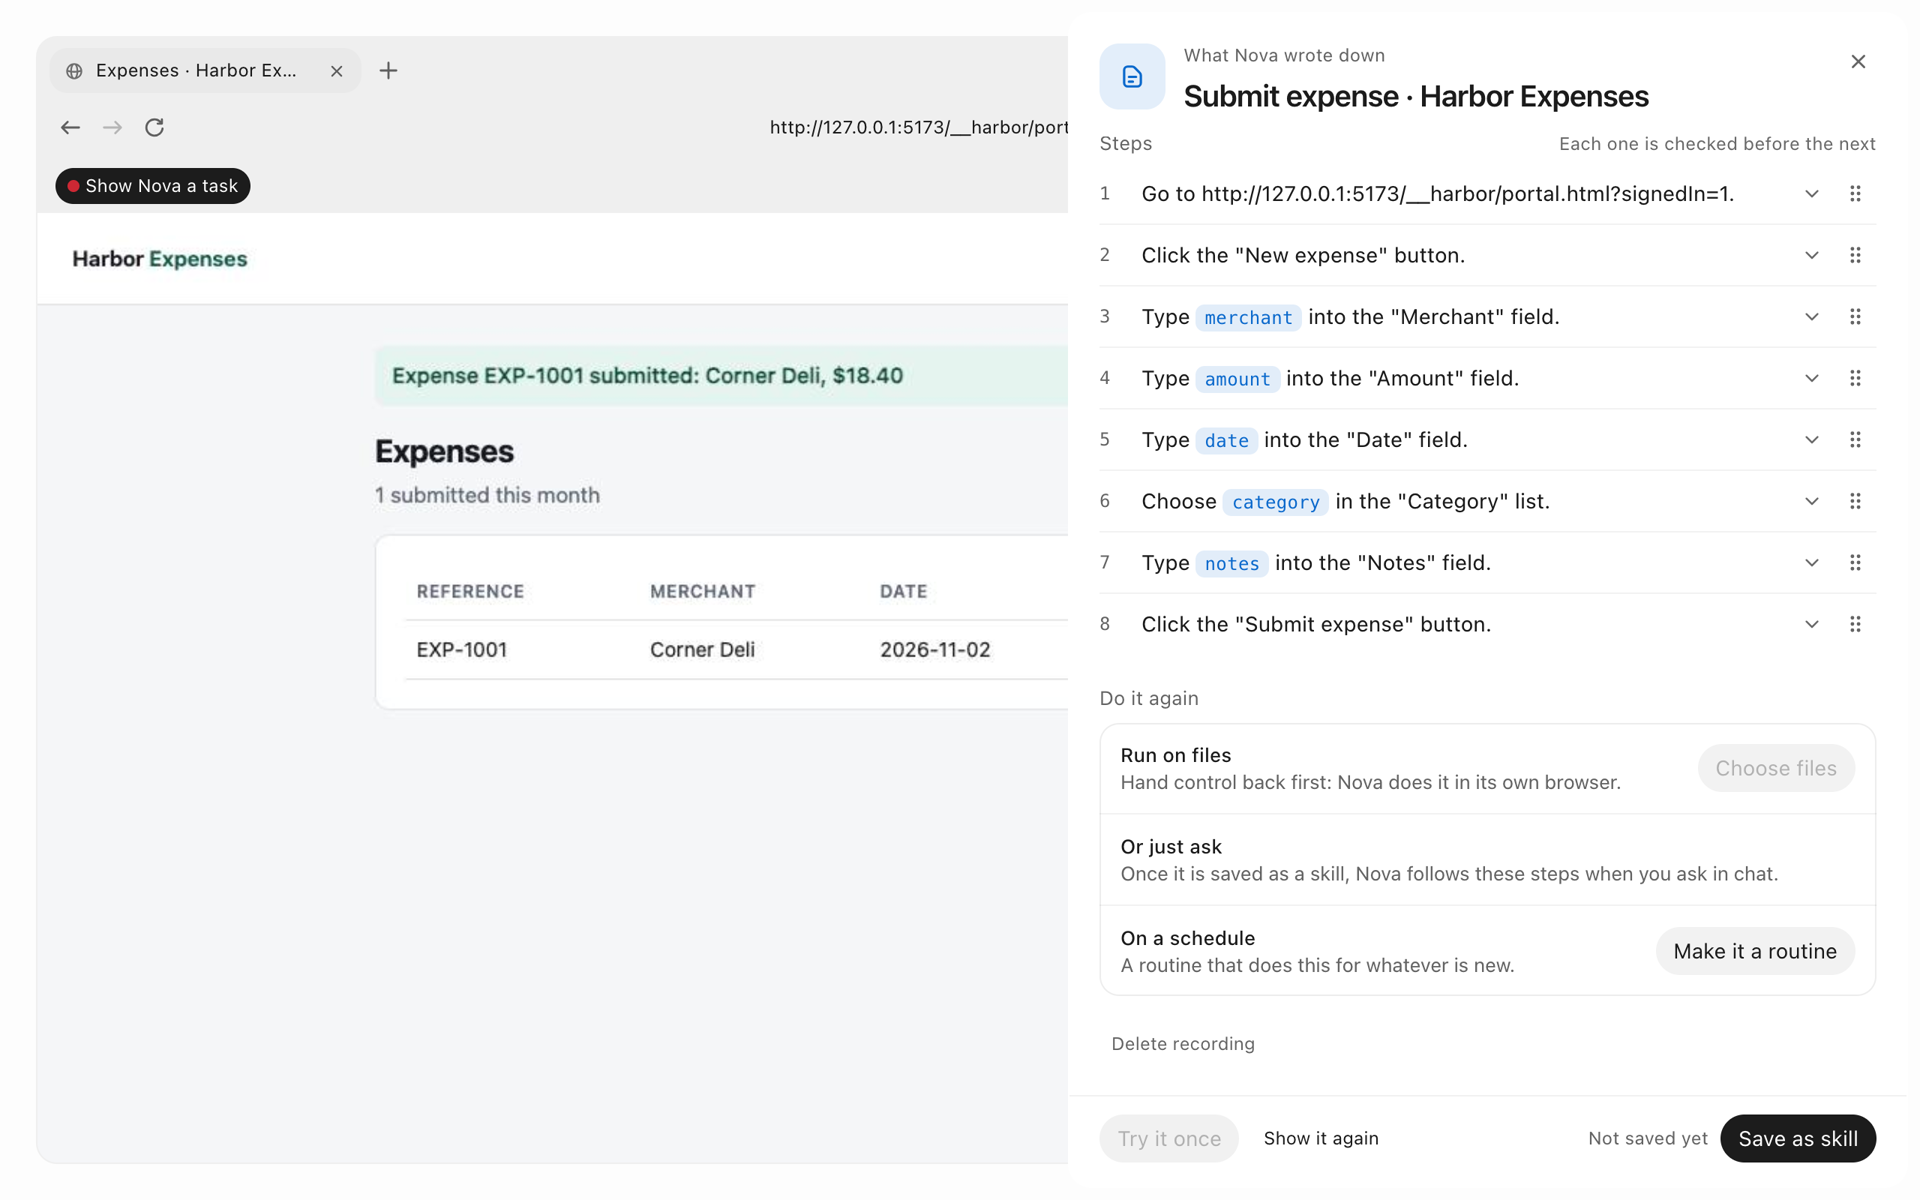 Expenses · Harbor Ex...
http://127.0.0.1:5173/__harbor/port
Show Nova a task
Harbor Expenses
Expense EXP-1001 submitted: Corner Deli, $18.40
Expenses
1 submitted this month
REFERENCE MERCHANT DATE
EXP-1001 Corner Deli 2026-11-02
What Nova wrote down
Submit expense · Harbor Expenses
Steps Each one is checked before the next
1 Go to http://127.0.0.1:5173/__harbor/portal.html?signedIn=1.
2 Click the "New expense" button.
3 Type merchant into the "Merchant" field.
4 Type amount into the "Amount" field.
5 Type date into the "Date" field.
6 Choose category in the "Category" list.
7 Type notes into the "Notes" field.
8 Click the "Submit expense" button.
Do it again
Run on files
Hand control back first: Nova does it in its own browser.
Choose files
Or just ask
Once it is saved as a skill, Nova follows these steps when you ask in chat.
On a schedule
A routine that does this for whatever is new.
Make it a routine
Delete recording
Try it once Show it again Not saved yet Save as skill